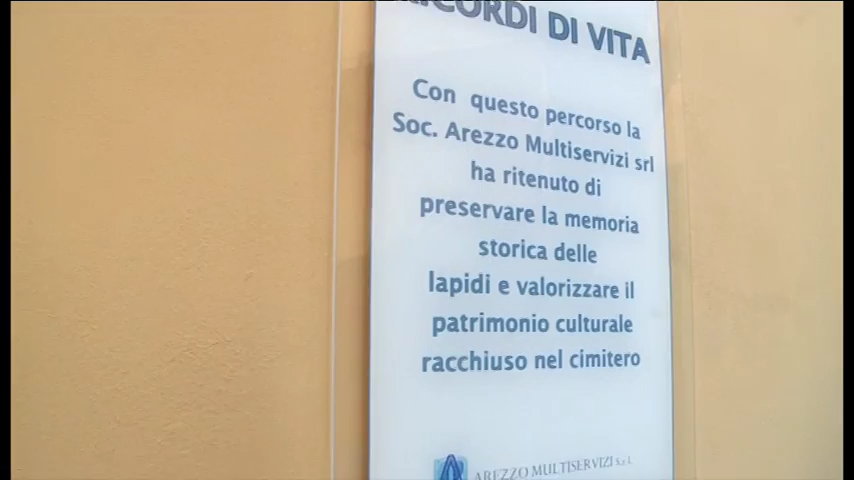 RICORDI DI VITA
Con questo percorso la
Soc. Arezzo Multiservizi srl
ha ritenuto di
preservare la memoria
storica delle
lapidi e valorizzare il
patrimonio culturale
racchiuso nel cimitero
AREZZO MULTISERVIZI S.r.l.